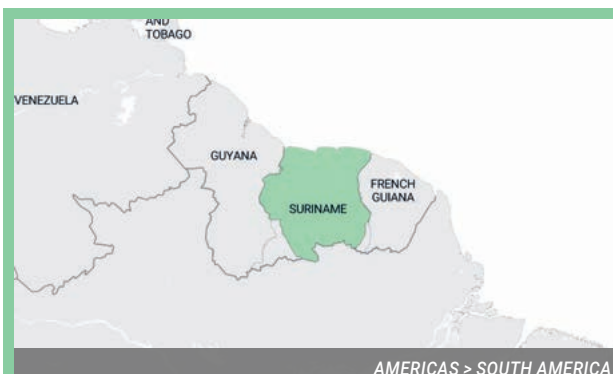 AND
TOBAGO
VENEZUELA
GUYANA
SURINAME
FRENCH
GUIANA
AMERICAS > SOUTH AMERICA